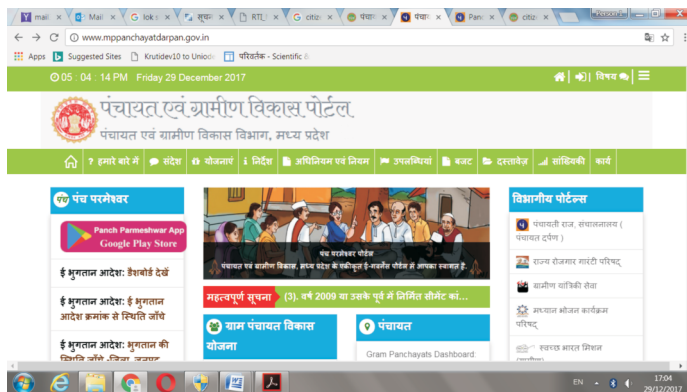 mail
Mail
G lok s
सूचना
RTI_
G citize
पंचाय
पंचाय
Panc
citize
www.mppanchayatdarpan.gov.in
Apps Suggested Sites Krutidev10 to Unicode परिवर्तक - Scientific
05 : 04 : 14 PM Friday 29 December 2017
विषय
पंचायत एवं ग्रामीण विकास पोर्टल
पंचायत एवं ग्रामीण विकास विभाग, मध्य प्रदेश
? हमारे बारे में संदेश योजनाएं i निर्देश अधिनियम एवं नियम उपलब्धियां बजट दस्तावेज़ सांख्यिकी कार्य
पंच परमेश्वर
Panch Parmeshwar App
Google Play Store
ई भुगतान आदेश: डैशबोर्ड देखें
ई भुगतान आदेश: ई भुगतान
आदेश क्रमांक से स्थिति जाँचे
ई भुगतान आदेश: भुगतान की
स्थिति जाँचे -जिला, जनपद
पंच परमेश्वर पोर्टल
पंचायत एवं ग्रामीण विकास, मध्य प्रदेश के एकीकृत ई-गवर्नेंस पोर्टल में आपका स्वागत है.
महत्वपूर्ण सूचना (3). वर्ष 2009 या उसके पूर्व में निर्मित सीमेंट कां...
ग्राम पंचायत विकास
योजना
पंचायत
Gram Panchayats Dashboard:
विभागीय पोर्टल्स
पंचायती राज, संचालनालय (
पंचायत दर्पण )
राज्य रोजगार गारंटी परिषद्
ग्रामीण यांत्रिकी सेवा
मध्यान भोजन कार्यक्रम
परिषद्
स्वच्छ भारत मिशन
(ग्रामीण)
EN
17:04
29/12/2017